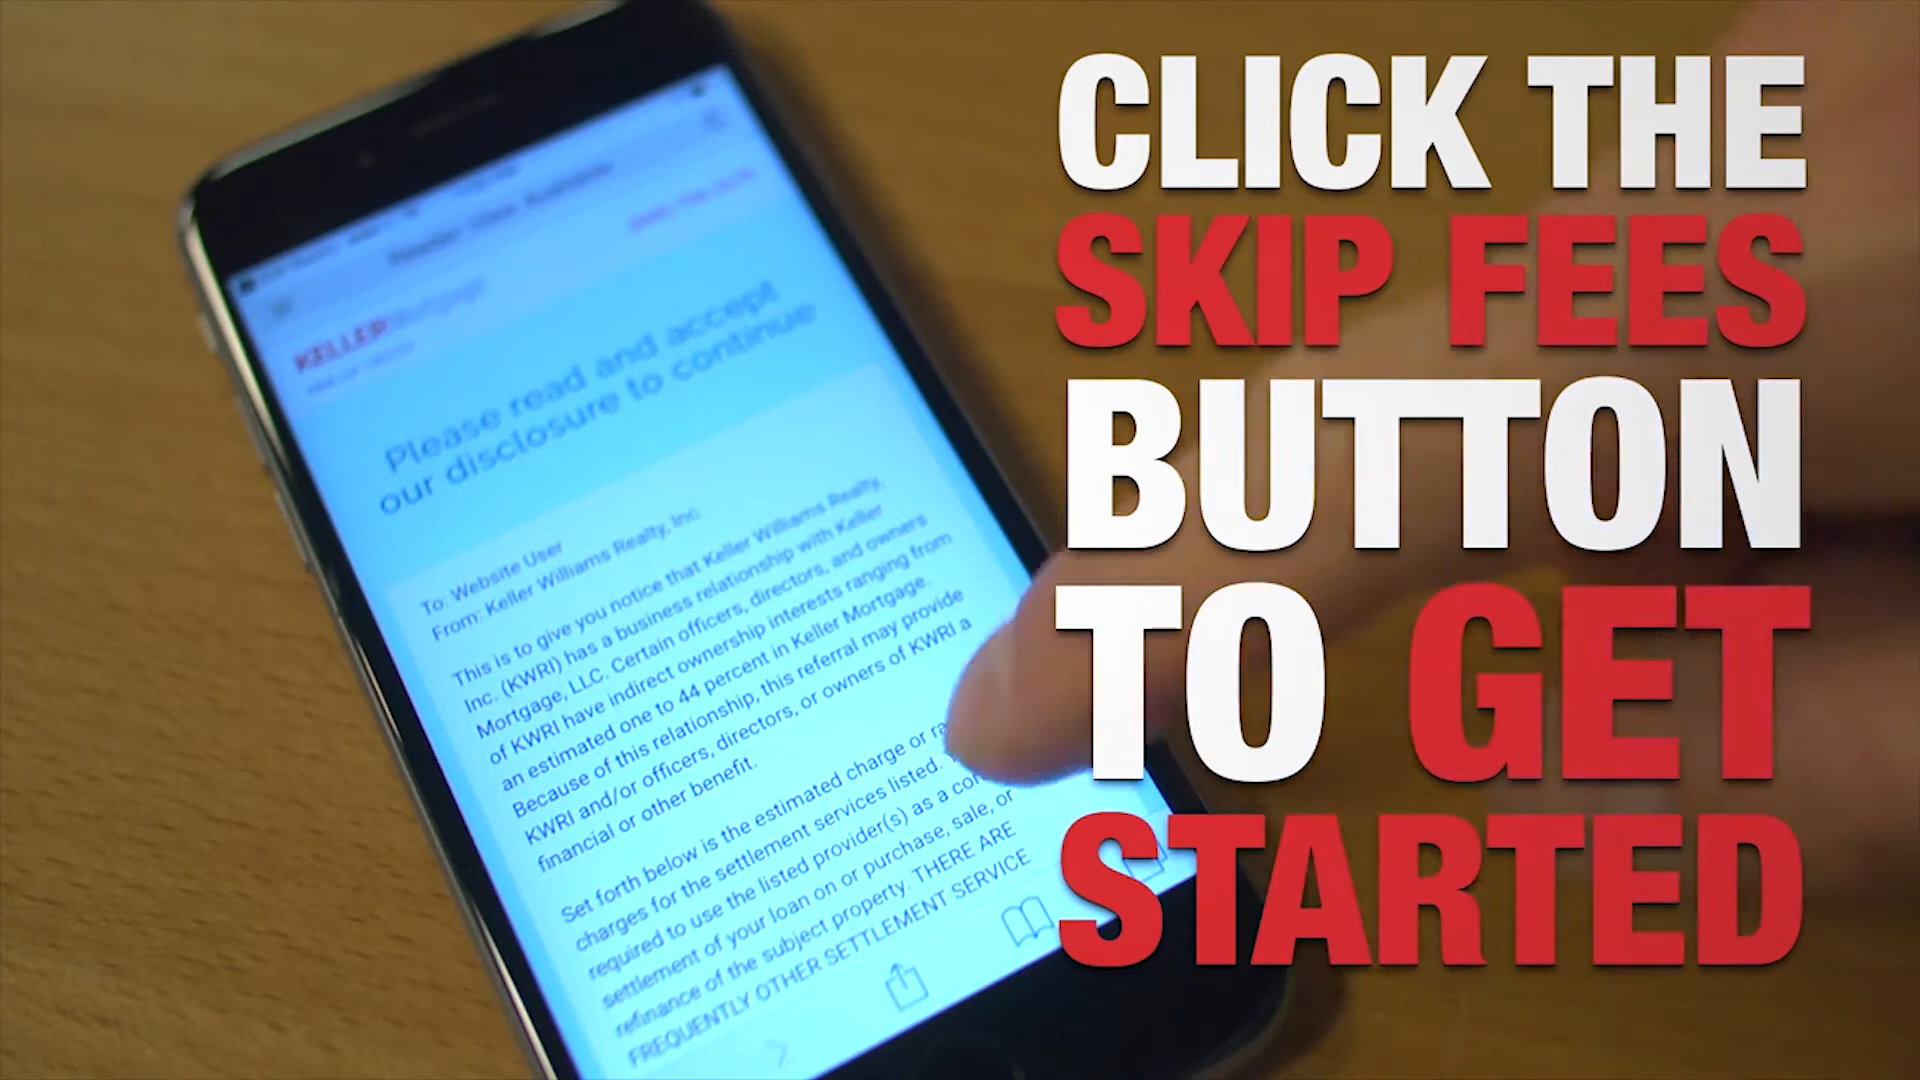 CLICK THE
SKIP FEES
BUTTON
TO GET
STARTED
KELLER Mortgage
Please read and accept
our disclosure to continue
To: Website User
From: Keller Williams Realty, Inc.
This is to give you notice that Keller Williams Realty,
Inc. (KWRI) has a business relationship with Keller
Mortgage, LLC. Certain officers, directors, and owners
of KWRI have indirect ownership interests ranging from
an estimated one to 44 percent in Keller Mortgage.
Because of this relationship, this referral may provide
KWRI and/or officers, directors, or owners of KWRI a
financial or other benefit.
Set forth below is the estimated charge or
charges for the settlement services listed.
required to use the listed provider(s) as a
settlement of your loan on or purchase, sale, or
refinance of the subject property. THERE ARE
FREQUENTLY OTHER SETTLEMENT SERVICE